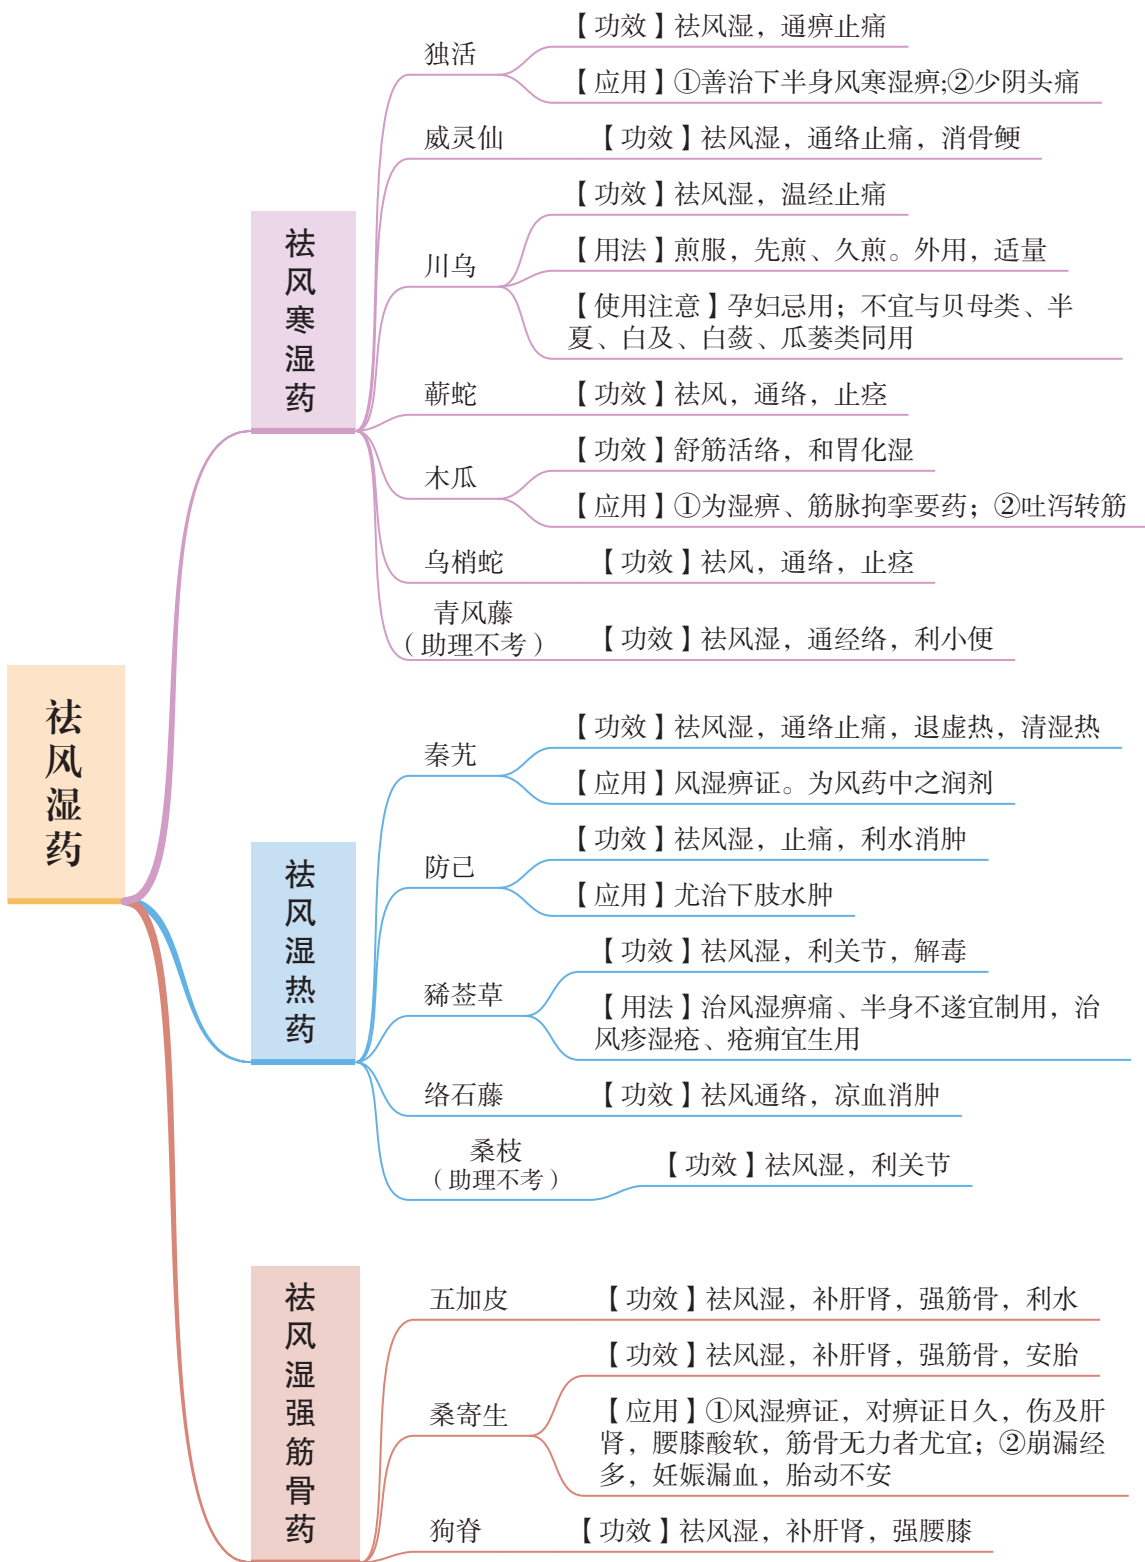 祛风湿药
祛风寒湿药
独活
【功效】祛风湿，通痹止痛
【应用】①善治下半身风寒湿痹;②少阴头痛
威灵仙
【功效】祛风湿，通络止痛，消骨鲠
川乌
【功效】祛风湿，温经止痛
【用法】煎服，先煎、久煎。外用，适量
【使用注意】孕妇忌用；不宜与贝母类、半
夏、白及、白蔹、瓜蒌类同用
蕲蛇
【功效】祛风，通络，止痉
木瓜
【功效】舒筋活络，和胃化湿
【应用】①为湿痹、筋脉拘挛要药；②吐泻转筋
乌梢蛇
【功效】祛风，通络，止痉
青风藤
（助理不考）
【功效】祛风湿，通经络，利小便
祛风湿热药
秦艽
【功效】祛风湿，通络止痛，退虚热，清湿热
【应用】风湿痹证。为风药中之润剂
防己
【功效】祛风湿，止痛，利水消肿
【应用】尤治下肢水肿
豨莶草
【功效】祛风湿，利关节，解毒
【用法】治风湿痹痛、半身不遂宜制用，治
风疹湿疮、疮痈宜生用
络石藤
【功效】祛风通络，凉血消肿
桑枝
（助理不考）
【功效】祛风湿，利关节
祛风湿强筋骨药
五加皮
【功效】祛风湿，补肝肾，强筋骨，利水
桑寄生
【功效】祛风湿，补肝肾，强筋骨，安胎
【应用】①风湿痹证，对痹证日久，伤及肝
肾，腰膝酸软，筋骨无力者尤宜；②崩漏经
多，妊娠漏血，胎动不安
狗脊
【功效】祛风湿，补肝肾，强腰膝